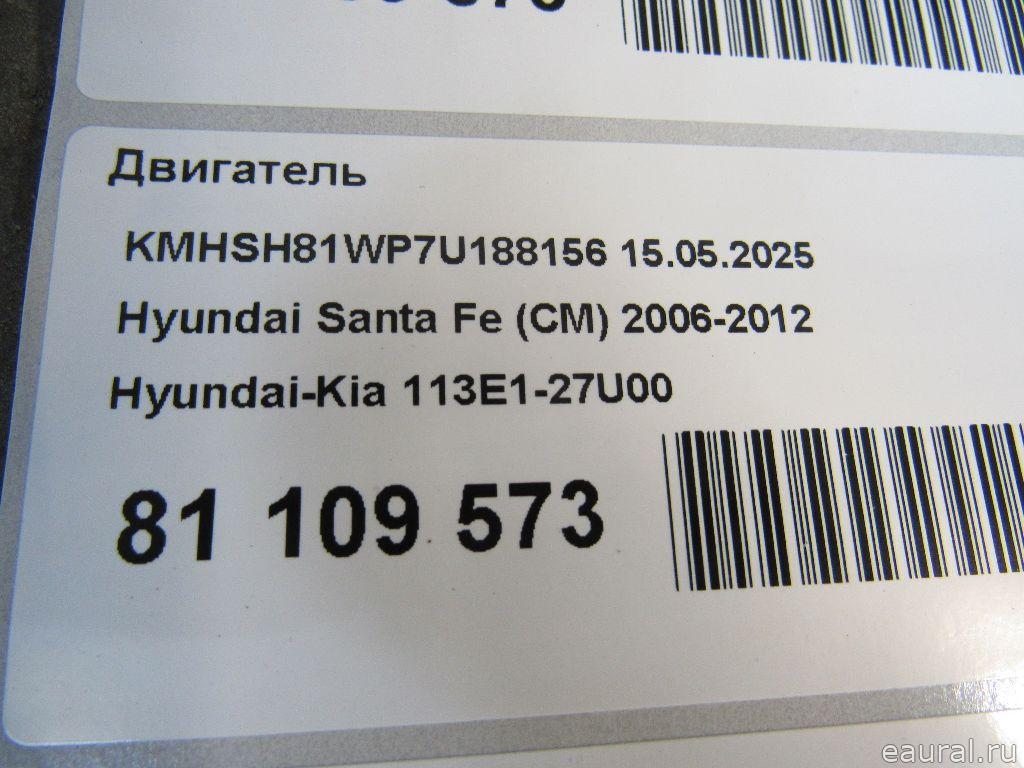 Двигатель
KMHSH81WP7U188156 15.05.2025
Hyundai Santa Fe (CM) 2006-2012
Hyundai-Kia 113E1-27U00
81 109 573
eaural.ru